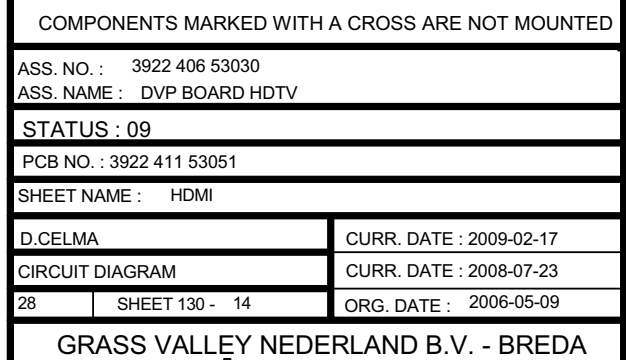 COMPONENTS MARKED WITH A CROSS ARE NOT MOUNTED
ASS. NO. : 3922 406 53030
ASS. NAME : DVP BOARD HDTV
STATUS : 09
PCB NO. : 3922 411 53051
SHEET NAME : HDMI
D.CELMA CURR. DATE : 2009-02-17
CIRCUIT DIAGRAM CURR. DATE : 2008-07-23
28 SHEET 130 - 14 ORG. DATE : 2006-05-09
GRASS VALLEY NEDERLAND B.V. - BREDA